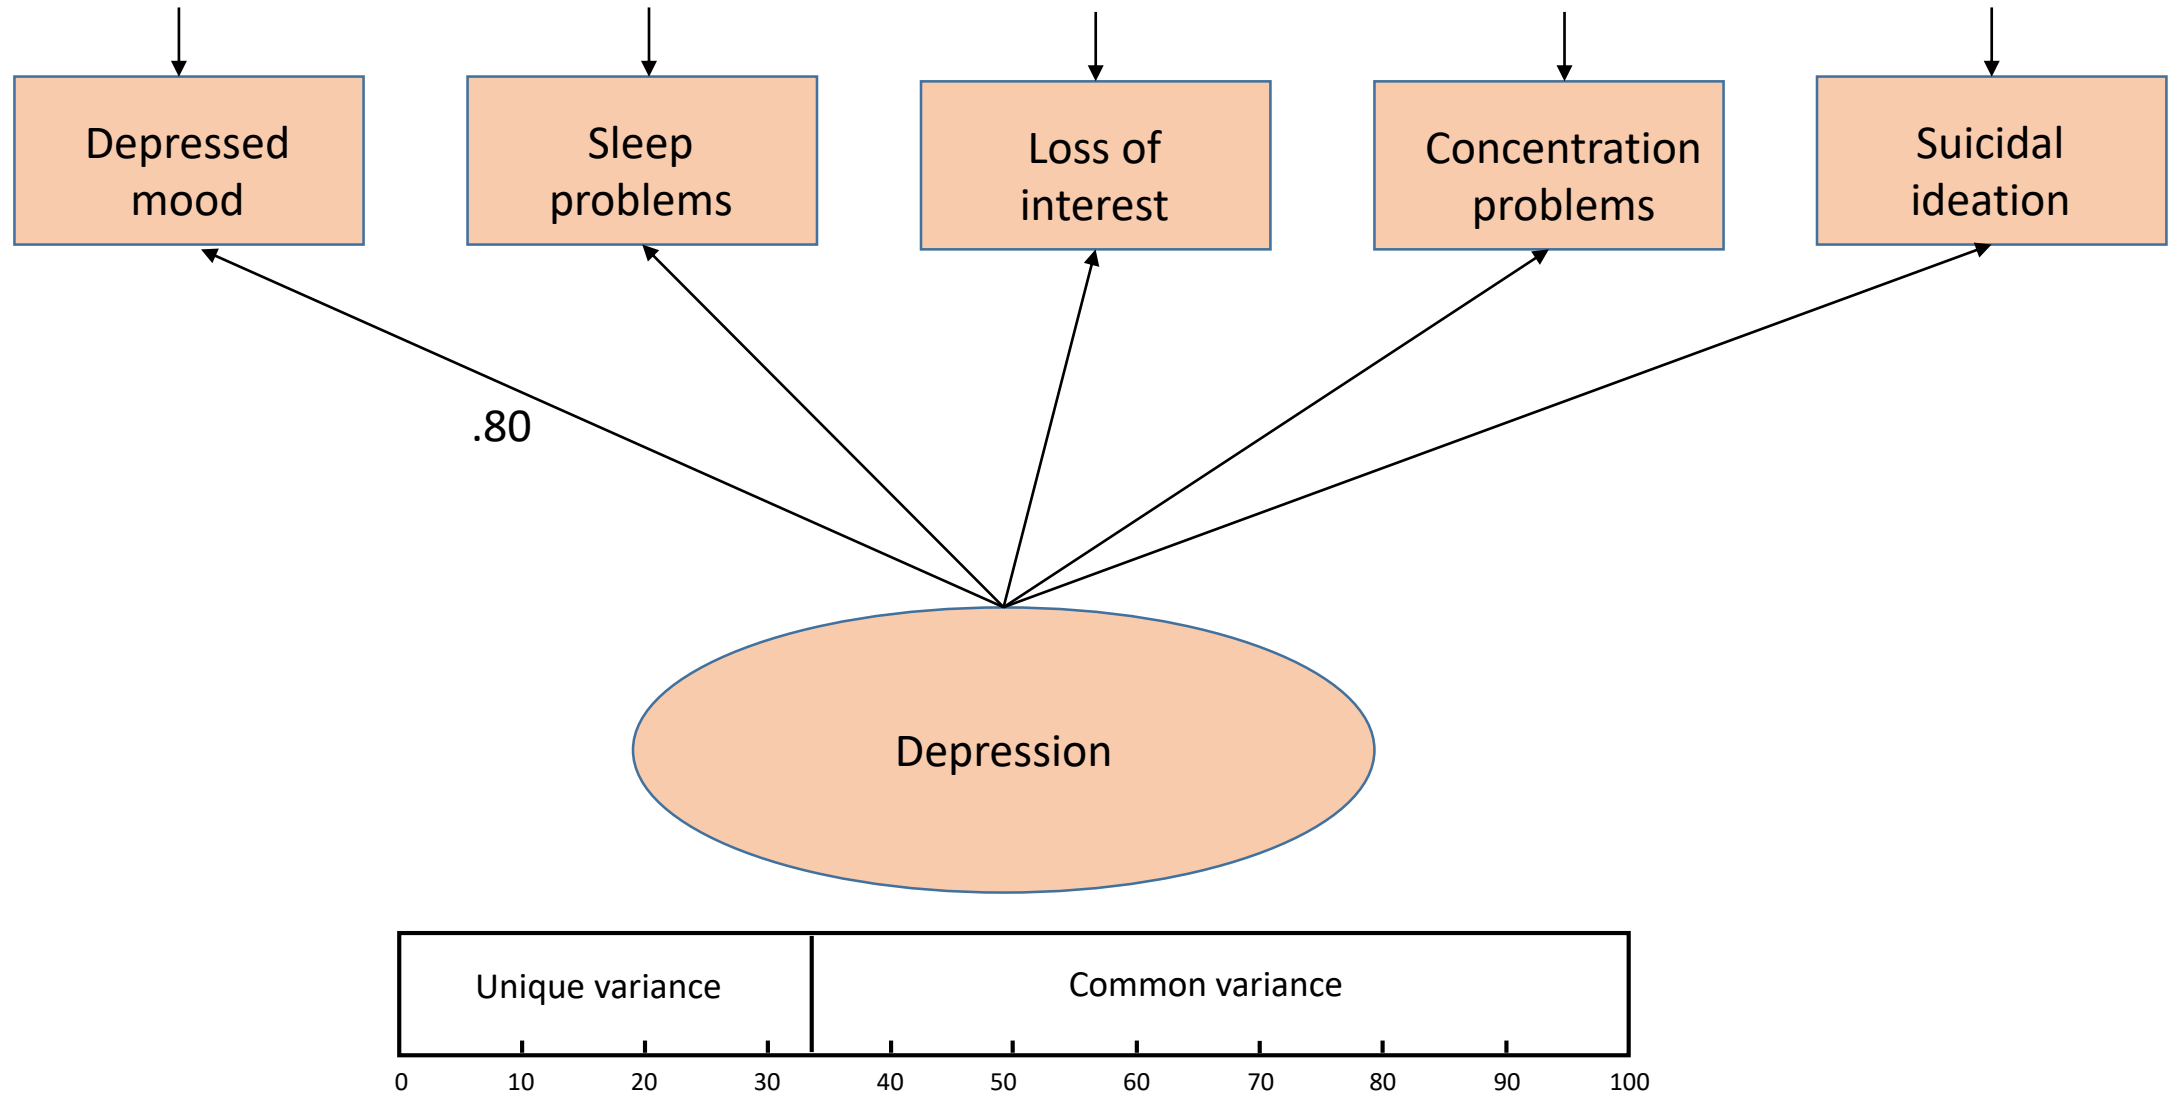 Depressed
mood
Sleep
problems
Loss of
interest
Concentration
problems
Suicidal
ideation
.80
Depression
Unique variance
Common variance
0 10 20 30 40 50 60 70 80 90 100